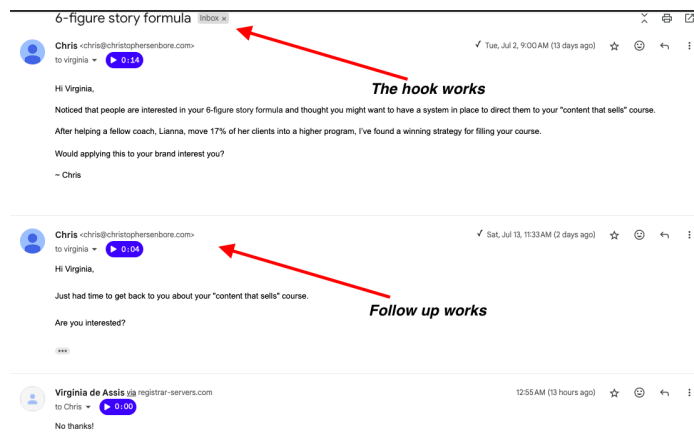 6-figure story formula Inbox ×
Chris <chris@christophersenbore.com>
✓ Tue, Jul 2, 9:00 AM (13 days ago)
to virginia
0:14
The hook works
Hi Virginia,
Noticed that people are interested in your 6-figure story formula and thought you might want to have a system in place to direct them to your "content that sells" course.
After helping a fellow coach, Lianna, move 17% of her clients into a higher program, I've found a winning strategy for filling your course.
Would applying this to your brand interest you?
~ Chris
Chris <chris@christophersenbore.com>
✓ Sat, Jul 13, 11:33 AM (2 days ago)
to virginia
0:04
Hi Virginia,
Just had time to get back to you about your "content that sells" course.
Follow up works
Are you interested?
•••
Virginia de Assis via registrar-servers.com
12:55 AM (13 hours ago)
to Chris
0:00
No thanks!